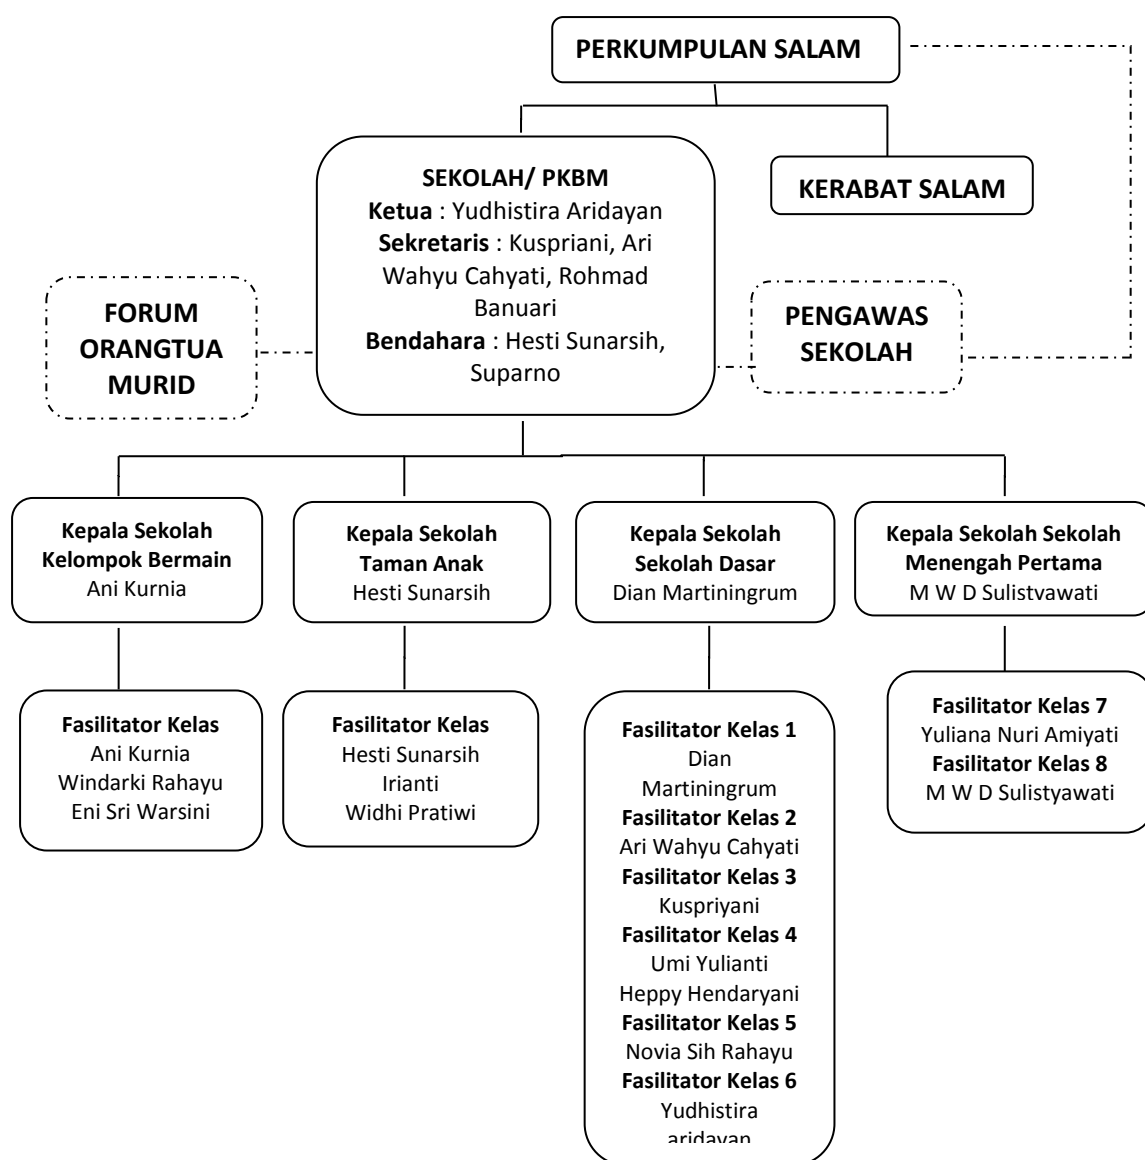 PERKUMPULAN SALAM
KERABAT SALAM
SEKOLAH/ PKBM
Ketua : Yudhistira Aridayan
Sekretaris : Kuspriani, Ari
Wahyu Cahyati, Rohmad
Banuari
Bendahara : Hesti Sunarsih,
Suparno
FORUM
ORANGTUA
MURID
PENGAWAS
SEKOLAH
Kepala Sekolah
Kelompok Bermain
Ani Kurnia
Kepala Sekolah
Taman Anak
Hesti Sunarsih
Kepala Sekolah
Sekolah Dasar
Dian Martiningrum
Kepala Sekolah Sekolah
Menengah Pertama
M W D Sulistyawati
Fasilitator Kelas
Ani Kurnia
Windarki Rahayu
Eni Sri Warsini
Fasilitator Kelas
Hesti Sunarsih
Irianti
Widhi Pratiwi
Fasilitator Kelas 1
Dian
Martiningrum
Fasilitator Kelas 2
Ari Wahyu Cahyati
Fasilitator Kelas 3
Kuspriyani
Fasilitator Kelas 4
Umi Yulianti
Heppy Hendaryani
Fasilitator Kelas 5
Novia Sih Rahayu
Fasilitator Kelas 6
Yudhistira
aridayan
Fasilitator Kelas 7
Yuliana Nuri Amiyati
Fasilitator Kelas 8
M W D Sulistyawati